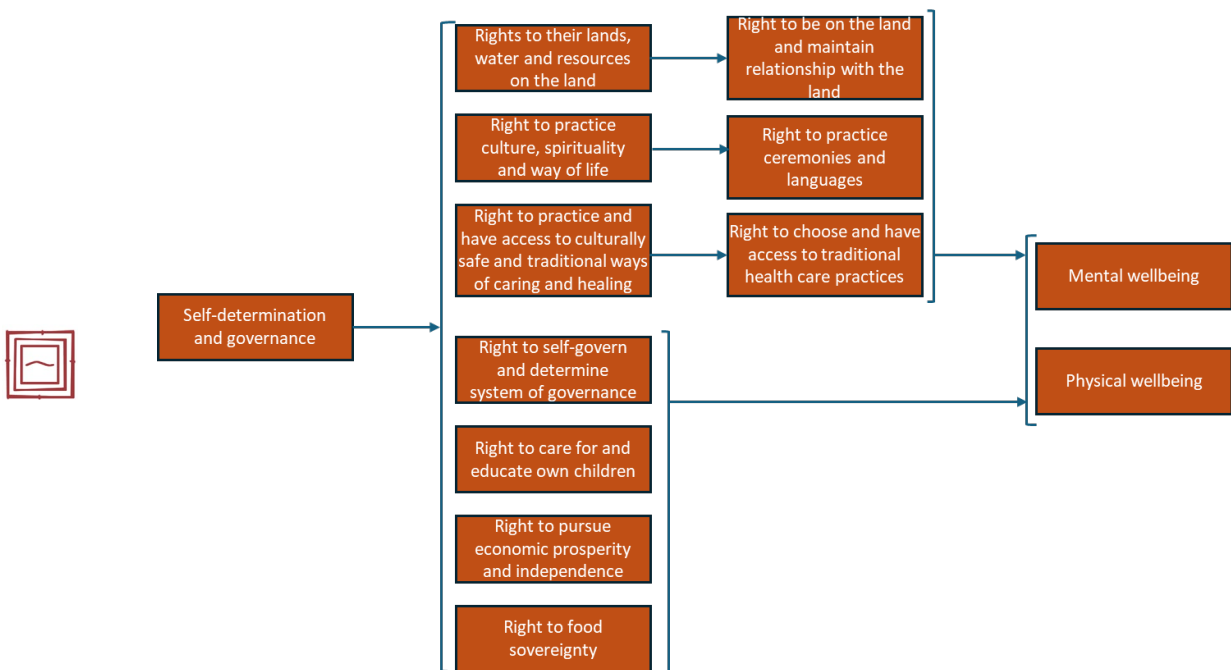 Self-determination
and governance
Rights to their lands,
water and resources
on the land
Right to be on the land
and maintain
relationship with the
land
Right to practice
culture, spirituality
and way of life
Right to practice
ceremonies and
languages
Right to practice and
have access to culturally
safe and traditional ways
of caring and healing
Right to choose and have
access to traditional
health care practices
Right to self-govern
and determine
system of governance
Right to care for and
educate own children
Right to pursue
economic prosperity
and independence
Right to food
sovereignty
Mental wellbeing
Physical wellbeing